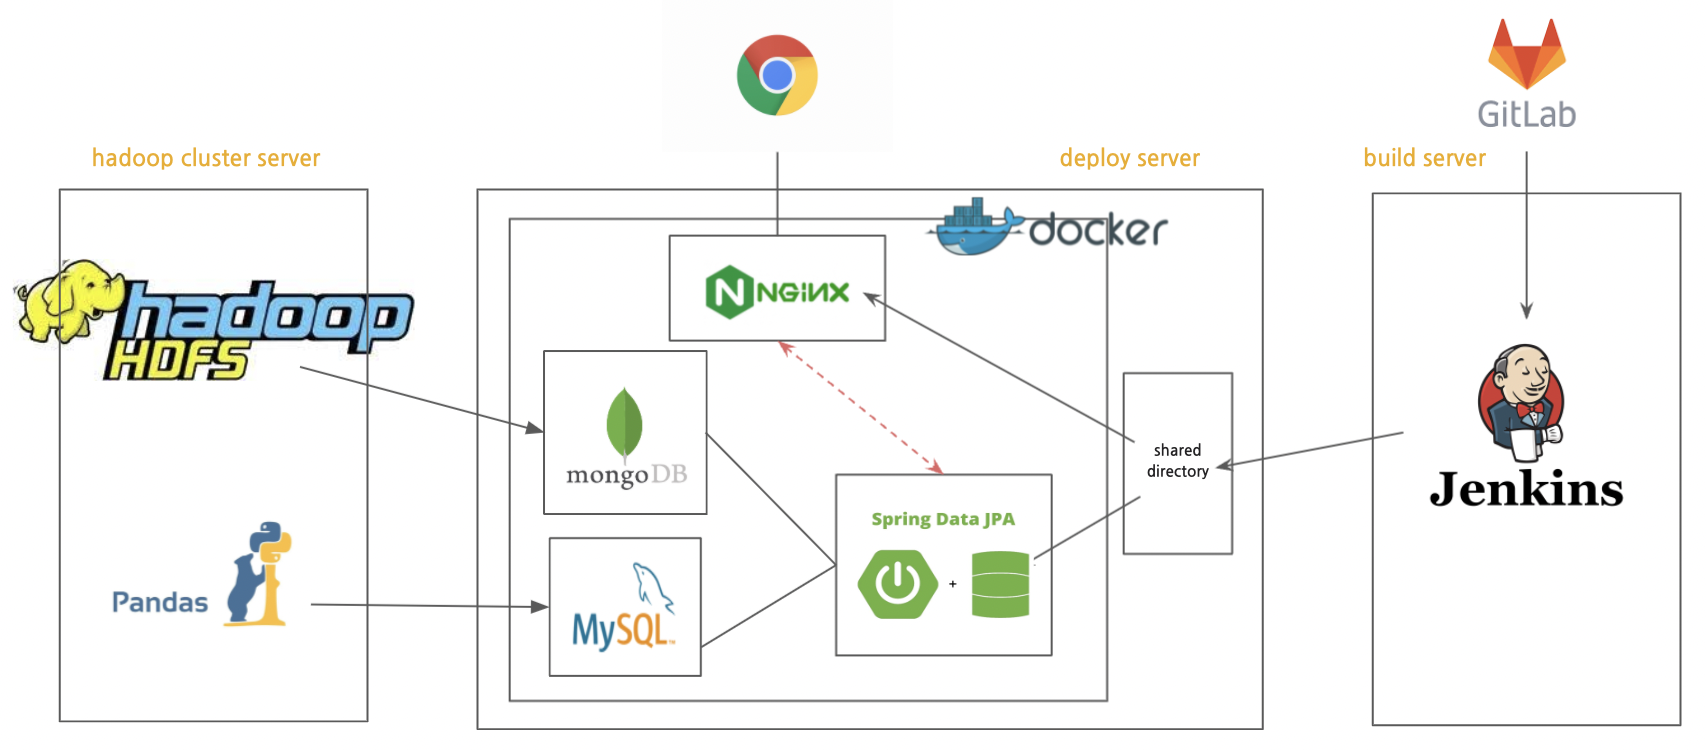 GitLab
hadoop cluster server
deploy server
build server
docker
NGiNX
hadoop
HDFS
mongoDB
shared
directory
Jenkins
Spring Data JPA
+
Pandas
MySQL™